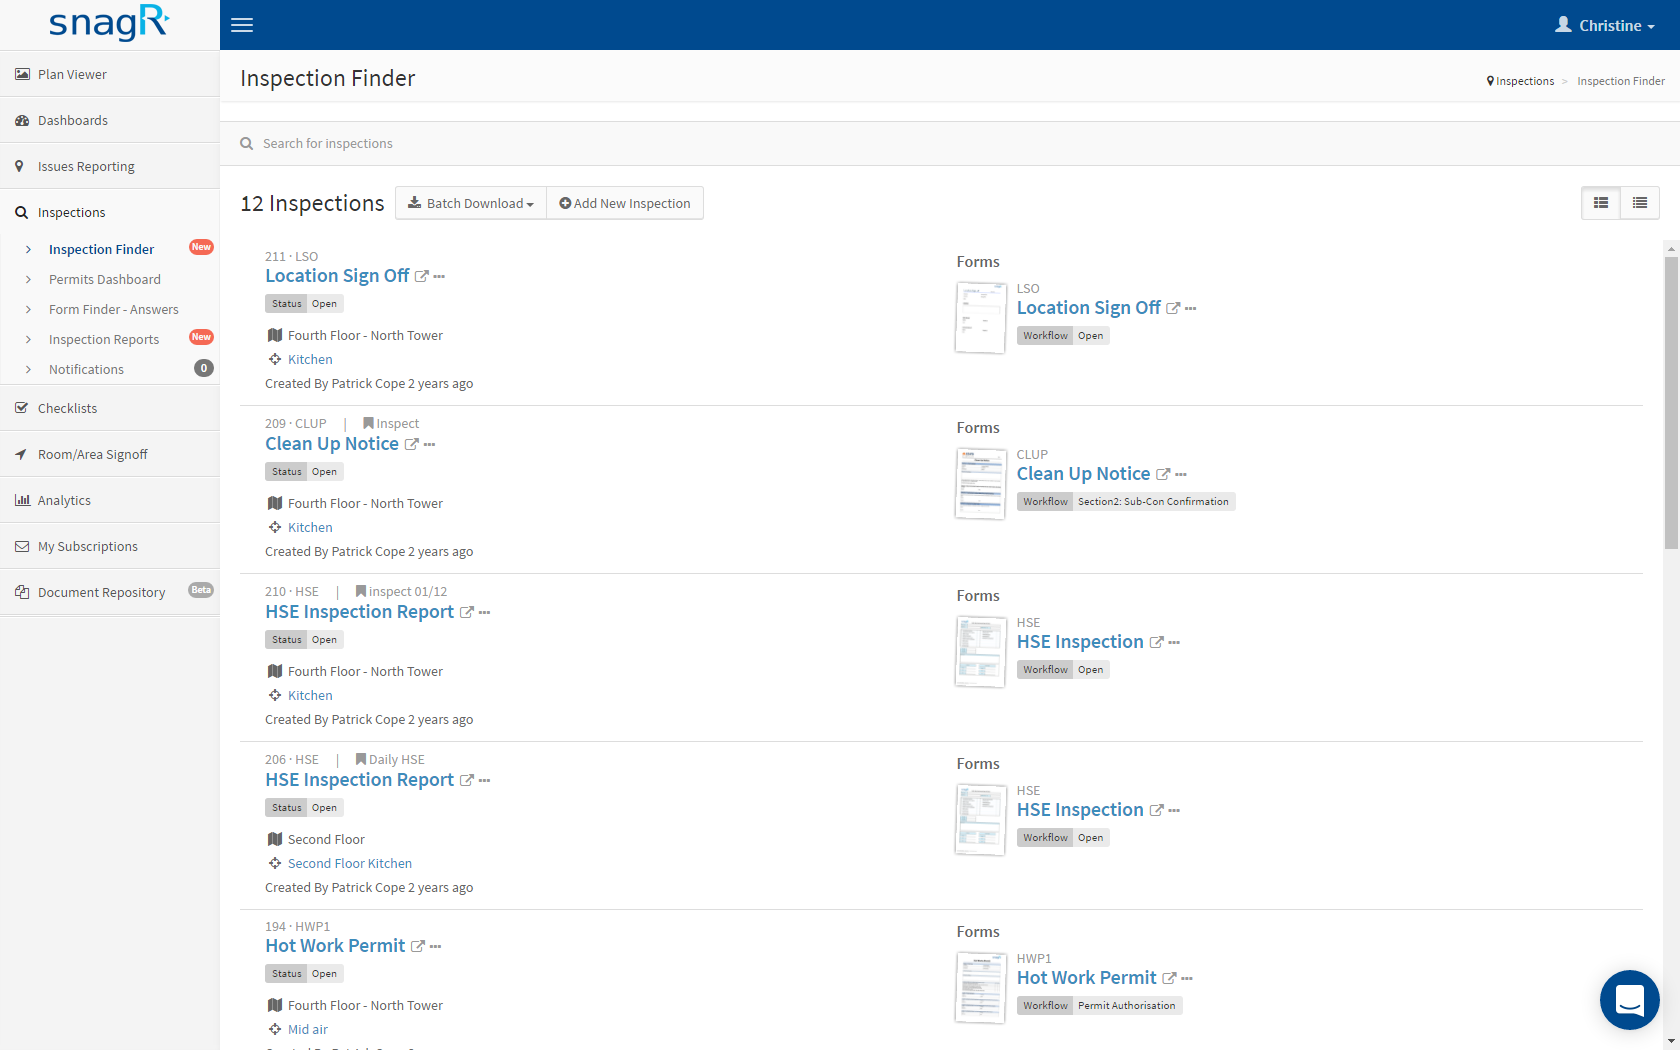 snagR
Christine
Plan Viewer
Dashboards
Issues Reporting
Inspections
Inspection Finder New
Permits Dashboard
Form Finder - Answers
Inspection Reports New
Notifications 0
Checklists
Room/Area Signoff
Analytics
My Subscriptions
Document Repository Beta
Inspection Finder
Inspections > Inspection Finder
Search for inspections
12 Inspections
Batch Download
Add New Inspection
211 · LSO
Location Sign Off
Status Open
Fourth Floor - North Tower
Kitchen
Created By Patrick Cope 2 years ago
Forms
LSO
Location Sign Off
Workflow Open
209 · CLUP | Inspect
Clean Up Notice
Status Open
Fourth Floor - North Tower
Kitchen
Created By Patrick Cope 2 years ago
Forms
CLUP
Clean Up Notice
Workflow Section2: Sub-Con Confirmation
210 · HSE | inspect 01/12
HSE Inspection Report
Status Open
Fourth Floor - North Tower
Kitchen
Created By Patrick Cope 2 years ago
Forms
HSE
HSE Inspection
Workflow Open
206 · HSE | Daily HSE
HSE Inspection Report
Status Open
Second Floor
Second Floor Kitchen
Created By Patrick Cope 2 years ago
Forms
HSE
HSE Inspection
Workflow Open
194 · HWP1
Hot Work Permit
Status Open
Fourth Floor - North Tower
Mid air
Forms
HWP1
Hot Work Permit
Workflow Permit Authorisation